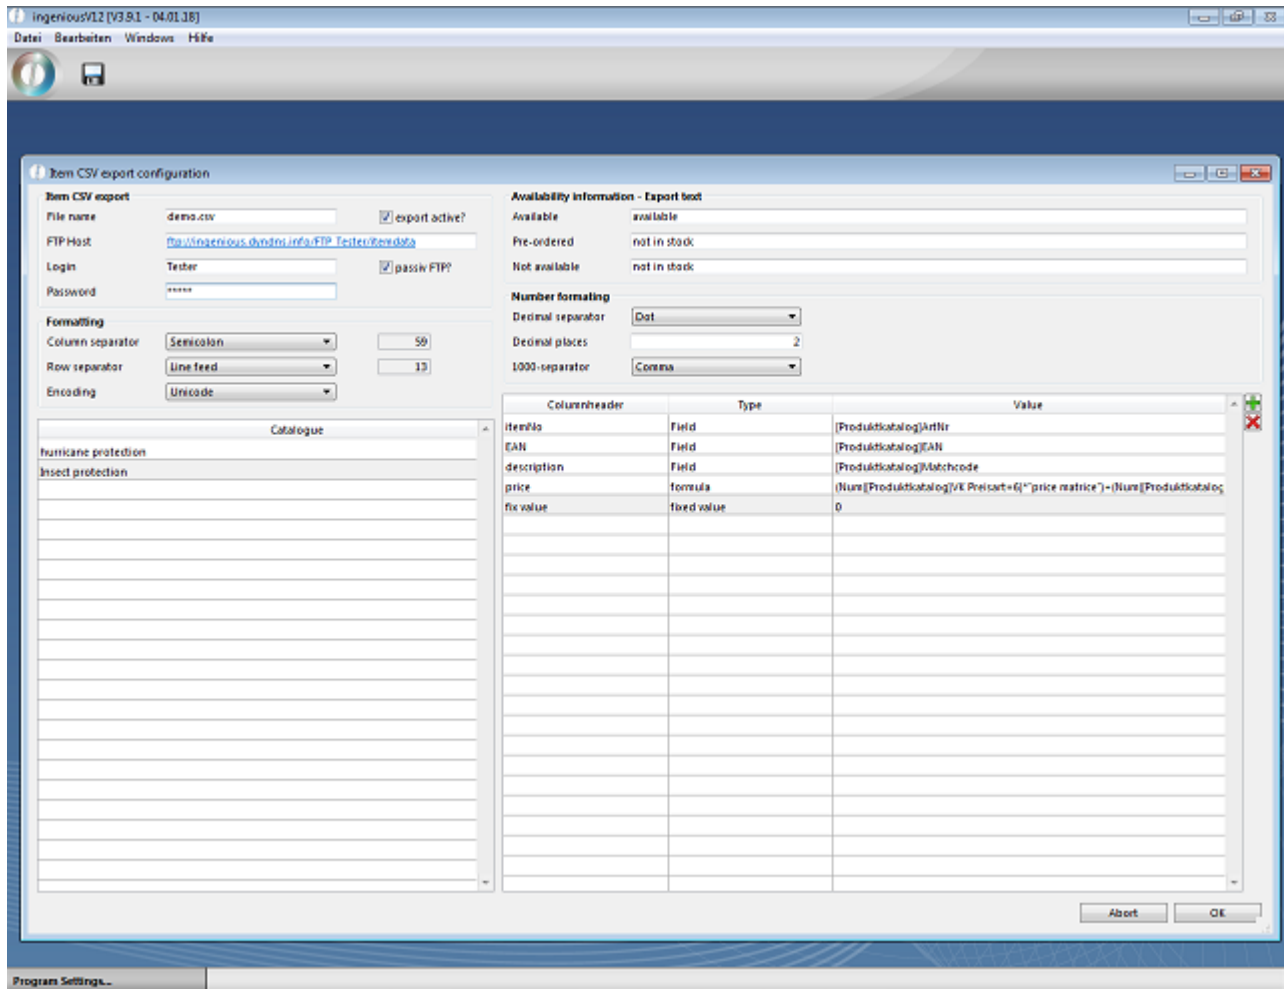 ingeniousV12 [V3.9.1 - 04.01.18]
Datei Bearbeiten Windows Hilfe
Item CSV export configuration
Item CSV export
File name demo.csv export active?
FTP Host ftp://ingenious.dyndns.info/FTP_Tester/itemdata
Login Tester passiv FTP?
Password *****
Formatting
Column separator Semicolon 59
Row separator Line feed 13
Encoding Unicode
Catalogue
hurricane protection
Insect protection
Availability information - Export text
Available available
Pre-ordered not in stock
Not available not in stock
Number formating
Decimal separator Dot
Decimal places 2
1000-separator Comma
Columnheader Type Value
itemNo Field [Produktkatalog]ArtNr
EAN Field [Produktkatalog]EAN
description Field [Produktkatalog]Matchcode
price formula (Num([Produktkatalog]VK Preisart+6)*"price matrice")+(Num([Produktkatalog
fix value fixed value 0
Abort OK
Program Settings...